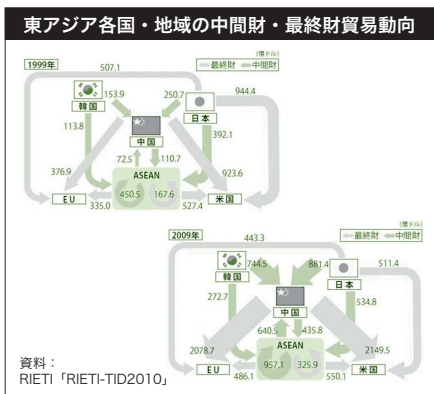 東アジア各国・地域の中間財・最終財貿易動向
(億ドル)
1999年
507.1
最終財 中間財
153.9
250.7
944.4
韓国
日本
113.8
392.1
中国
72.5
110.7
376.9
ASEAN
923.6
450.5
167.6
EU
335.0
527.4
米国
(億ドル)
2009年
443.3
最終財 中間財
744.5
881.4
511.4
韓国
日本
272.7
534.8
中国
640.5
435.8
2078.7
ASEAN
2149.5
957.1
325.9
EU
486.1
550.1
米国
資料：
RIETI「RIETI-TID2010」